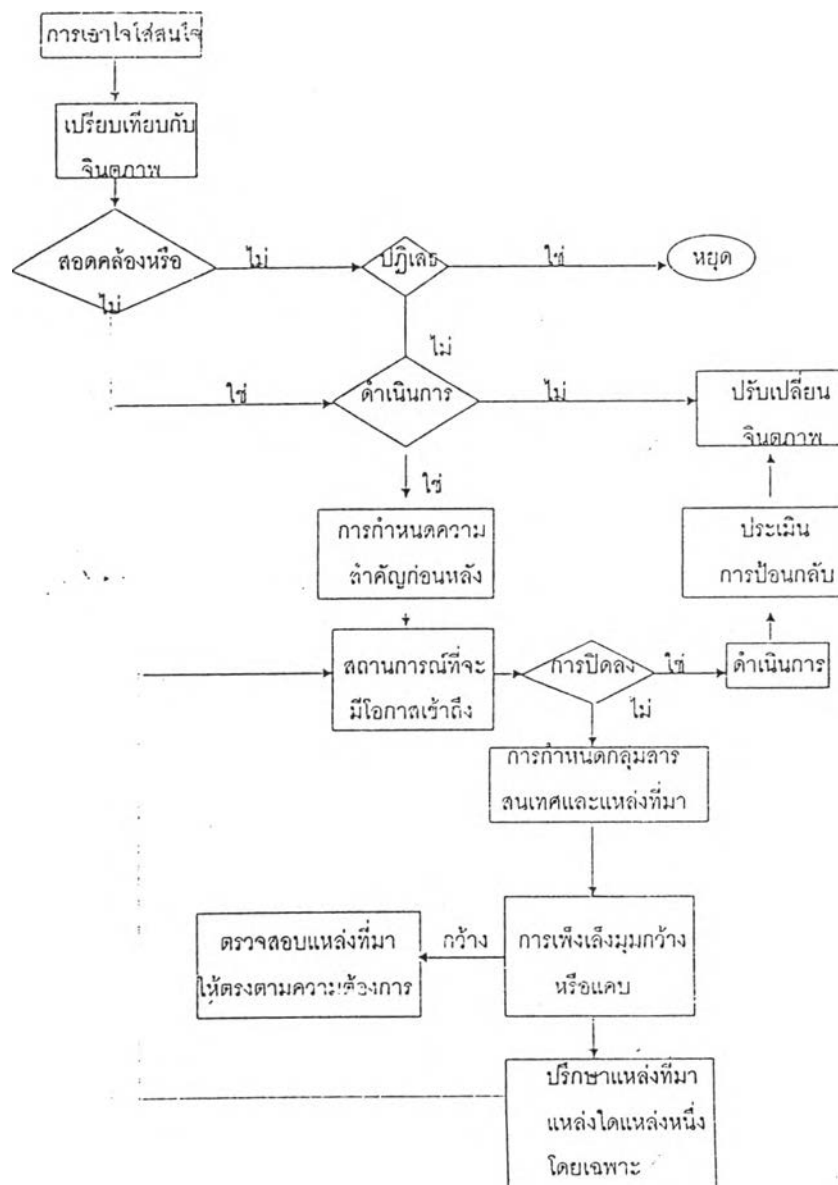 การเอาใจใส่สนใจ
เปรียบเทียบกับ
จินตภาพ
สอดคล้องหรือ
ไม่
ไม่
ปฏิเสธ
ใช่
หยุด
ไม่
ใช่
ดำเนินการ
ไม่
ปรับเปลี่ยน
จินตภาพ
ใช่
การกำหนดความ
สำคัญก่อนหลัง
ประเมิน
การป้อนกลับ
สถานการณ์ที่จะ
มีโอกาสเข้าถึง
การปิดลง
ใช่
ดำเนินการ
ไม่
การกำหนดกลุ่มสาร
สนเทศและแหล่งที่มา
ตรวจสอบแหล่งที่มา
ให้ตรงตามความต้องการ
กว้าง
การเพ็งเล็งมุมกว้าง
หรือแคบ
ปรึกษาแหล่งที่มา
แหล่งใดแหล่งหนึ่ง
โดยเฉพาะ